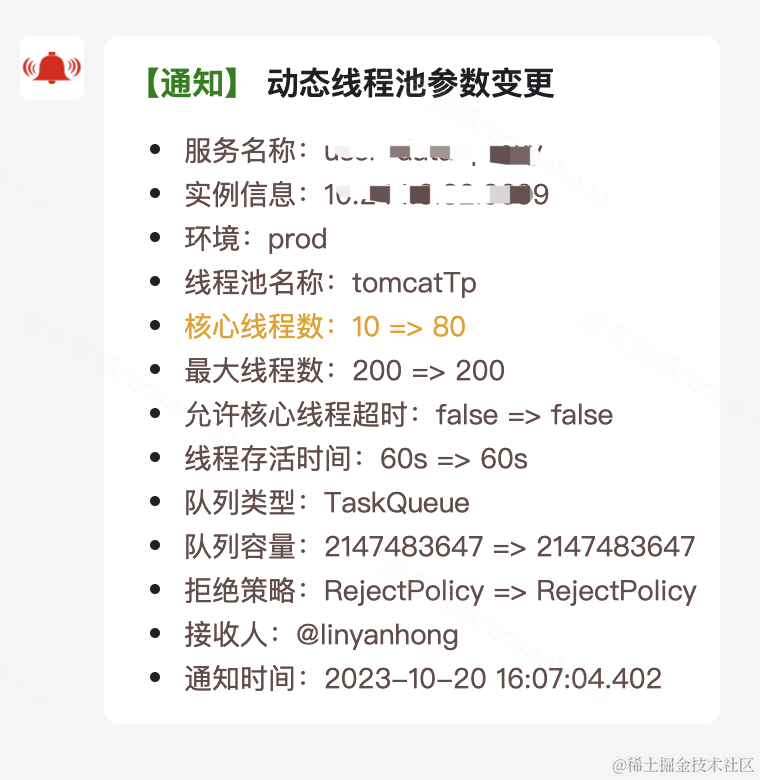 【通知】 动态线程池参数变更
服务名称：
实例信息：
环境：prod
线程池名称：tomcatTp
核心线程数：10 => 80
最大线程数：200 => 200
允许核心线程超时：false => false
线程存活时间：60s => 60s
队列类型：TaskQueue
队列容量：2147483647 => 2147483647
拒绝策略：RejectPolicy => RejectPolicy
接收人：@linyanhong
通知时间：2023-10-20 16:07:04.402
@稀土掘金技术社区